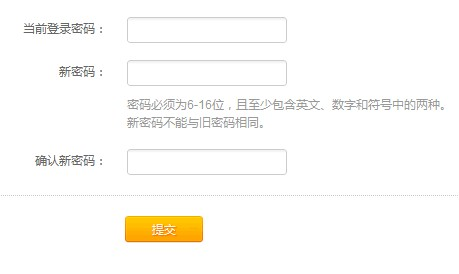 当前登录密码：
新密码：
密码必须为6-16位，且至少包含英文、数字和符号中的两种。
新密码不能与旧密码相同。
确认新密码：
提交